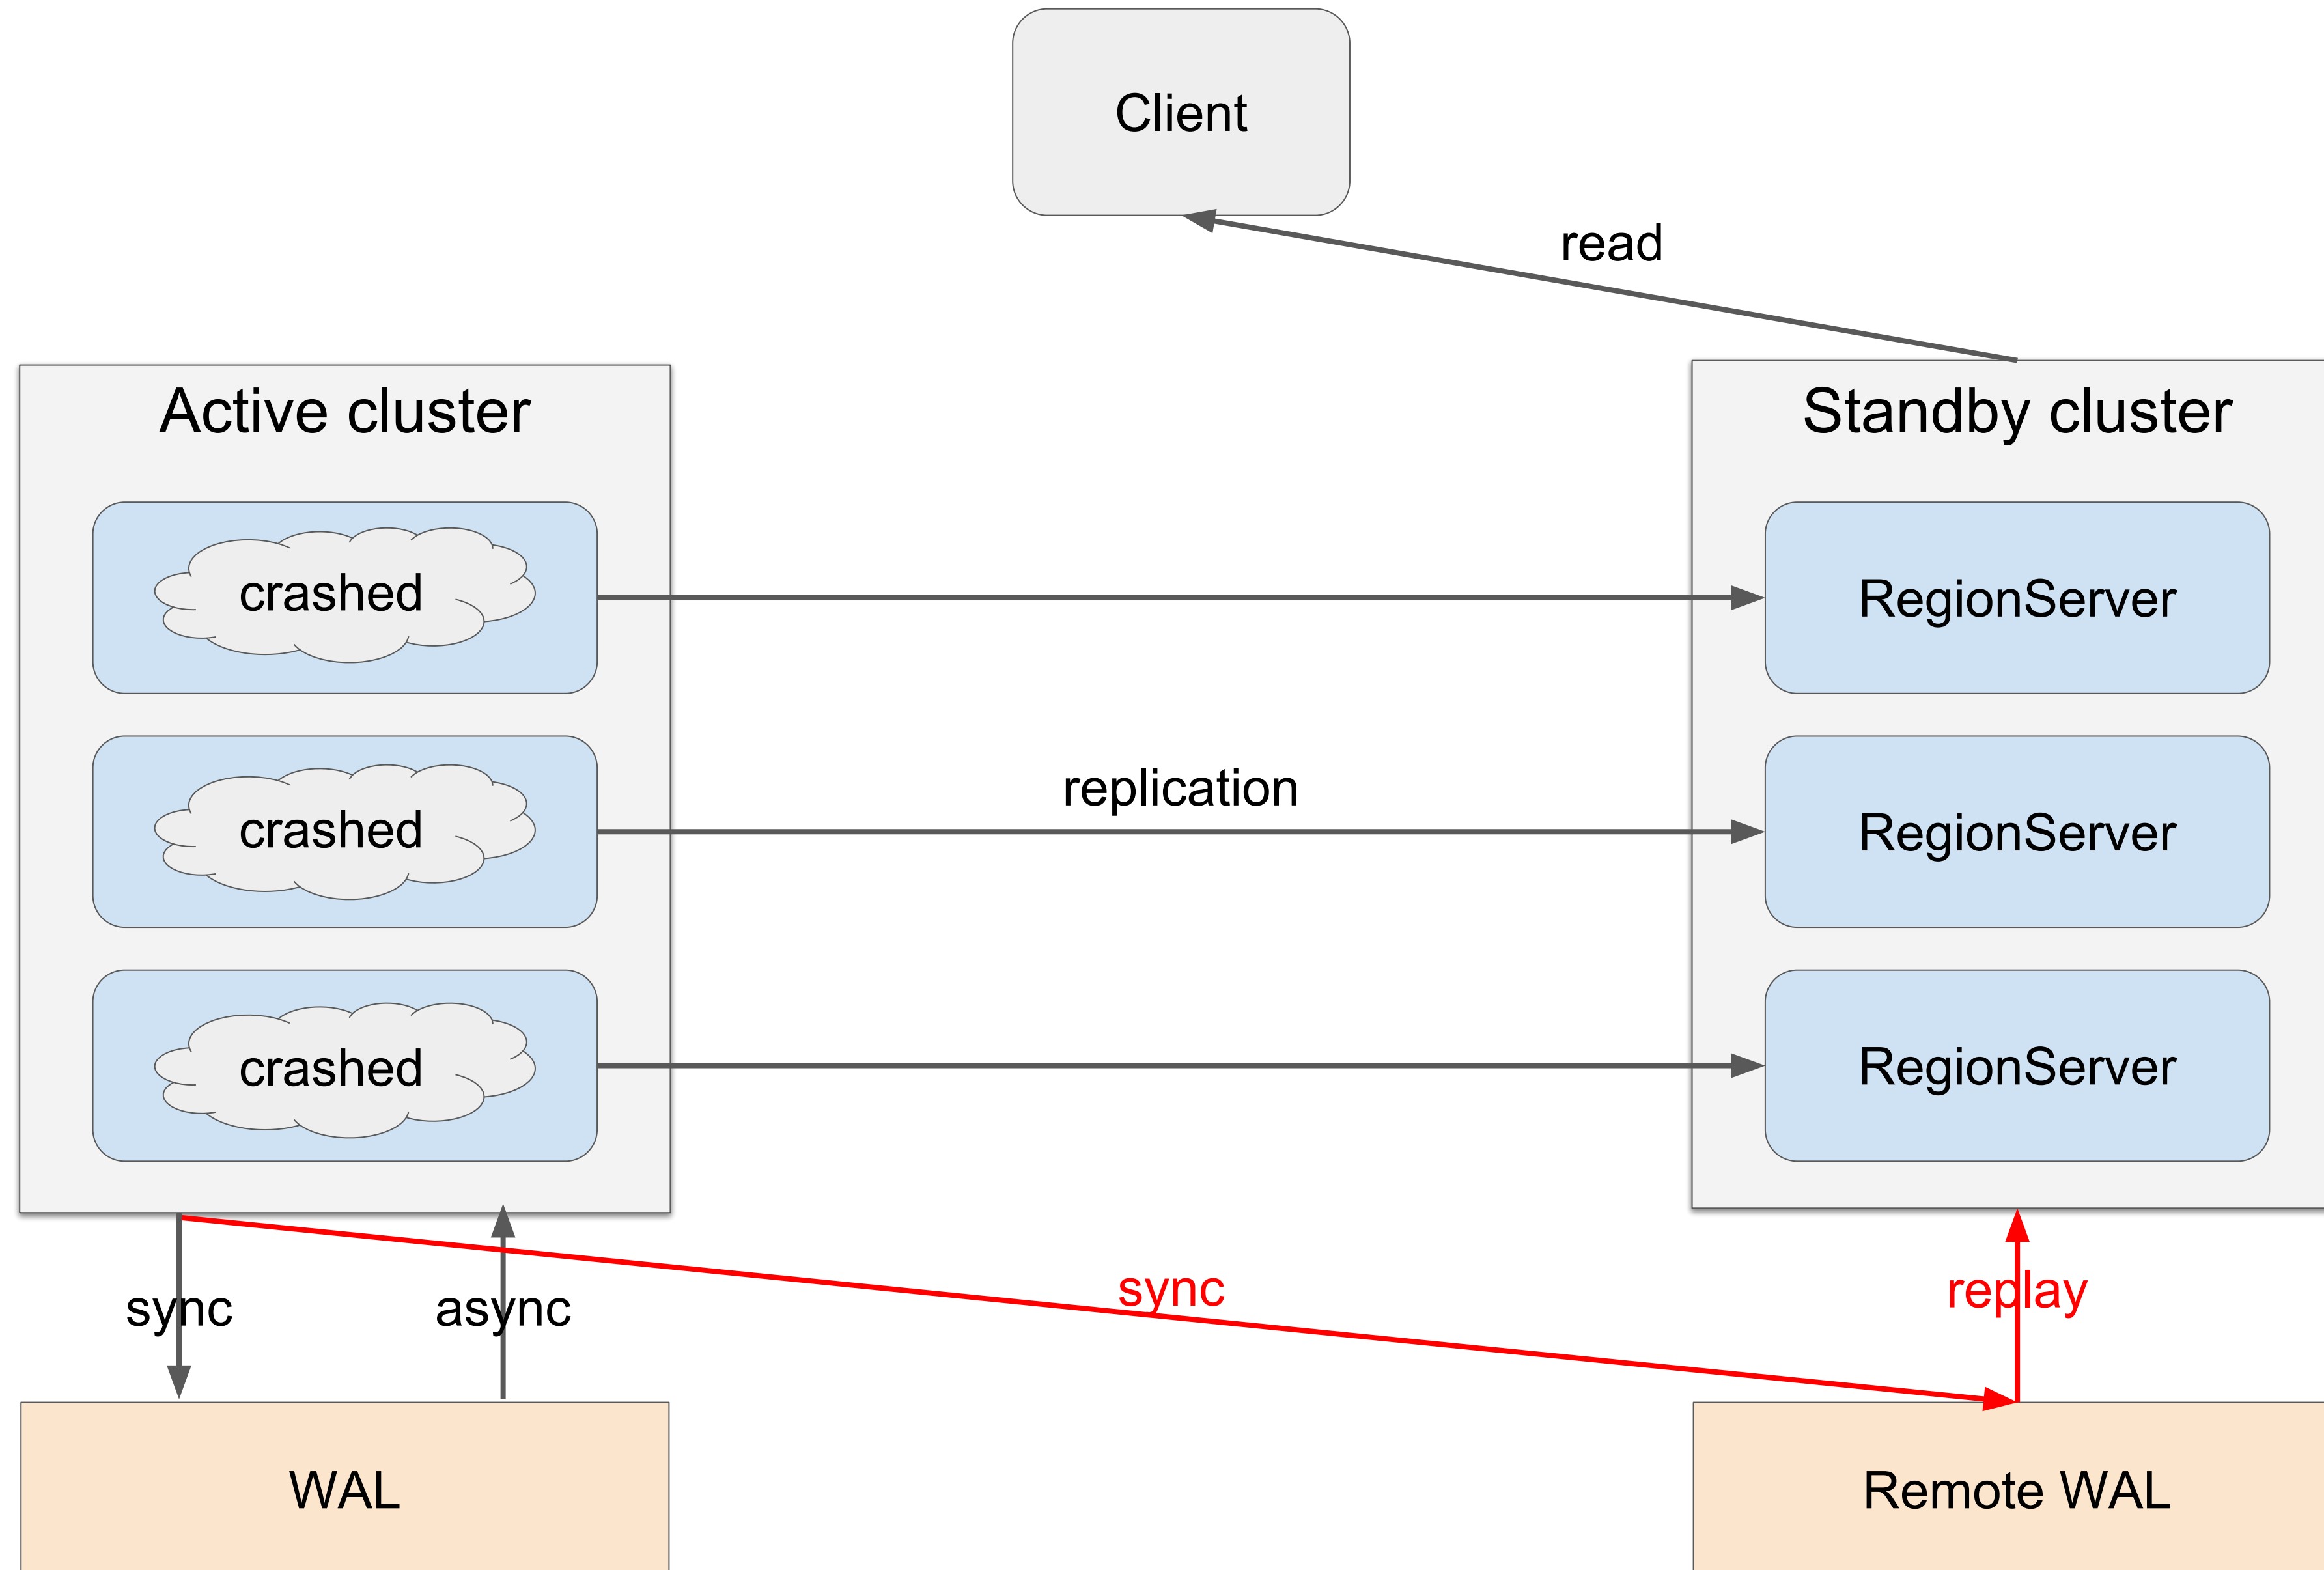 Client
read
Active cluster
Standby cluster
crashed
RegionServer
replication
crashed
RegionServer
crashed
RegionServer
sync
async
sync
replay
WAL
Remote WAL